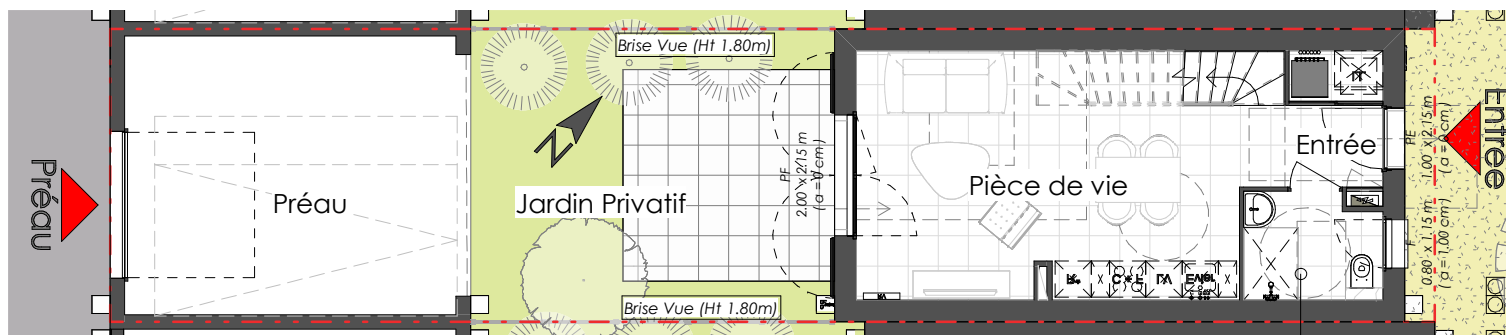 Préau
Préau
Brise Vue (Ht 1.80m)
N
Jardin Privatif
Brise Vue (Ht 1.80m)
PF
2.00 x 2.15 m
( a = 0 cm )
Pièce de vie
Entrée
PE
1.00 x 2.15 m
( a = 0 cm )
F
0.80 x 1.15 m
( a = 1,00 cm )
Entrée